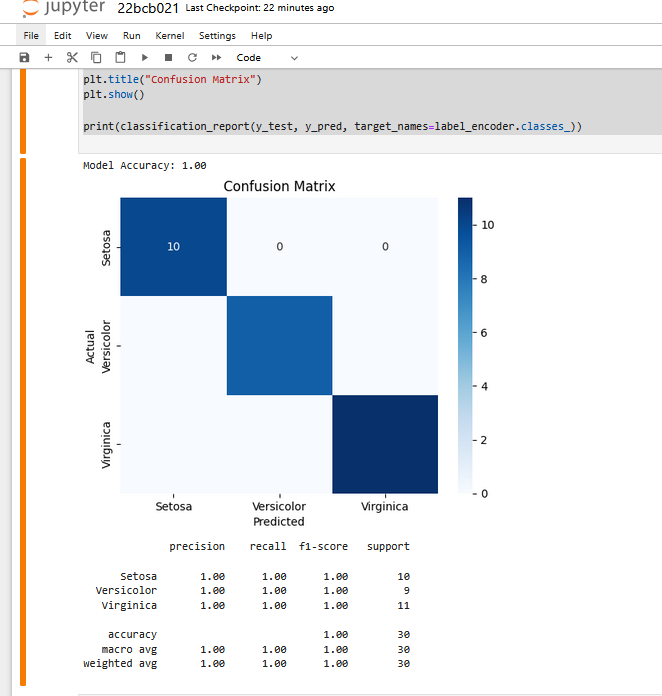 jupyter 22bcb021 Last Checkpoint: 22 minutes ago
File Edit View Run Kernel Settings Help
Code
plt.title("Confusion Matrix")
plt.show()
print(classification_report(y_test, y_pred, target_names=label_encoder.classes_))
Model Accuracy: 1.00
Confusion Matrix
Setosa 10 0 0
Versicolor
Virginica
Actual
10
8
6
4
2
0
Setosa Versicolor Virginica
Predicted
precision recall f1-score support
Setosa 1.00 1.00 1.00 10
Versicolor 1.00 1.00 1.00 9
Virginica 1.00 1.00 1.00 11
accuracy 1.00 30
macro avg 1.00 1.00 1.00 30
weighted avg 1.00 1.00 1.00 30